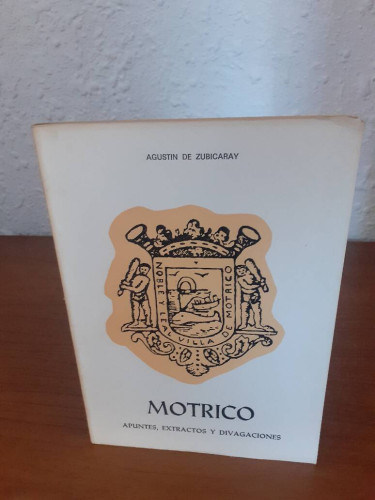 AGUSTIN DE ZUBICARAY
NOBLE Y LEAL VILLA DE MOTRICO
MOTRICO
APUNTES, EXTRACTOS Y DIVAGACIONES